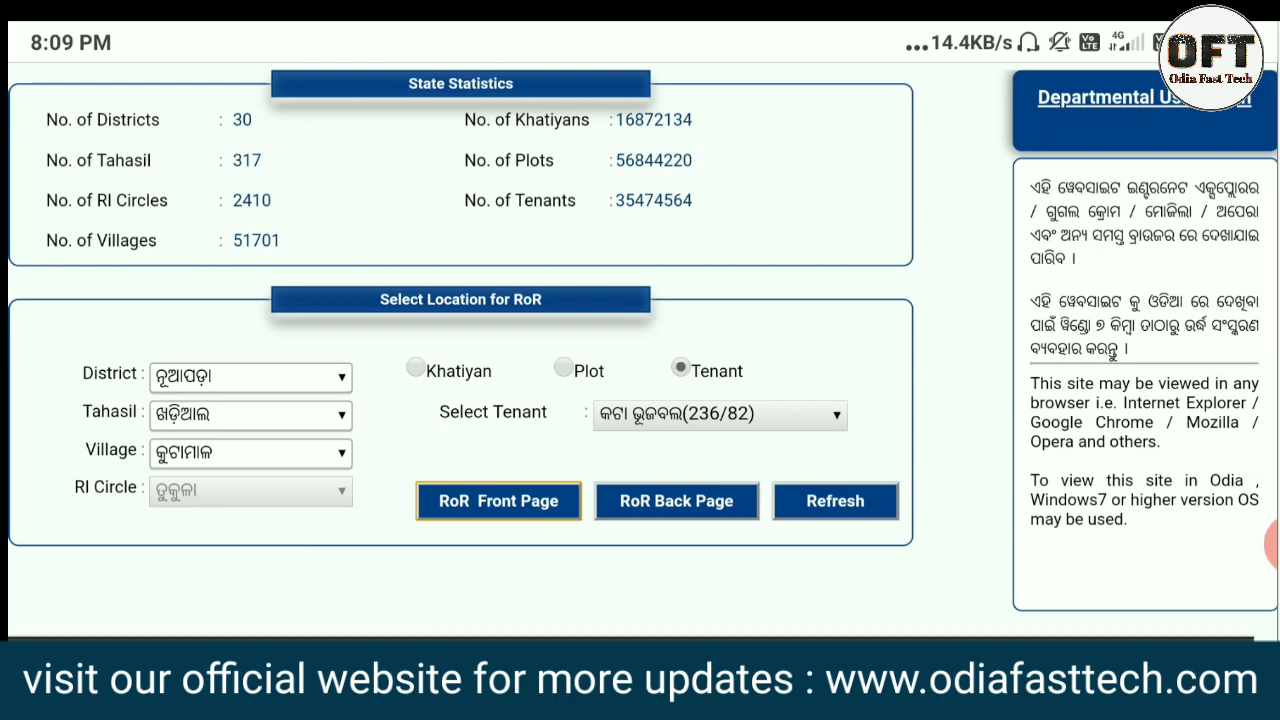 8:09 PM
...14.4KB/s
4G
OFT
Odia Fast Tech
State Statistics
No. of Districts : 30
No. of Khatiyans :16872134
No. of Tahasil : 317
No. of Plots :56844220
No. of RI Circles : 2410
No. of Tenants :35474564
No. of Villages : 51701
Select Location for RoR
District : ନୂଆପଡ଼ା
Khatiyan Plot Tenant
Tahasil : ଖଡ଼ିଆଲ
Select Tenant : କଟା ଭୂଜବଲ(236/82)
Village : କୁଟାମାଳ
RI Circle : ତୁକୁଲା
RoR Front Page RoR Back Page Refresh
Departmental
ଏହି ୱେବସାଇଟ ଇଣ୍ଟରନେଟ ଏକ୍ସପ୍ଲୋରର
/ ଗୁଗଲ କ୍ରୋମ / ମୋଜିଲା / ଅପେରା
ଏବଂ ଅନ୍ୟ ସମସ୍ତ ବ୍ରାଉଜର ରେ ଦେଖାଯାଇ
ପାରିବ ।
ଏହି ୱେବସାଇଟ କୁ ଓଡିଆ ରେ ଦେଖିବା
ପାଇଁ ୱିଣ୍ଡୋ ୭ କିମ୍ବା ତାଠାରୁ ଉର୍ଦ୍ଧ ସଂସ୍କରଣ
ବ୍ୟବହାର କରନ୍ତୁ ।
This site may be viewed in any
browser i.e. Internet Explorer /
Google Chrome / Mozilla /
Opera and others.
To view this site in Odia ,
Windows7 or higher version OS
may be used.
visit our official website for more updates : www.odiafasttech.com